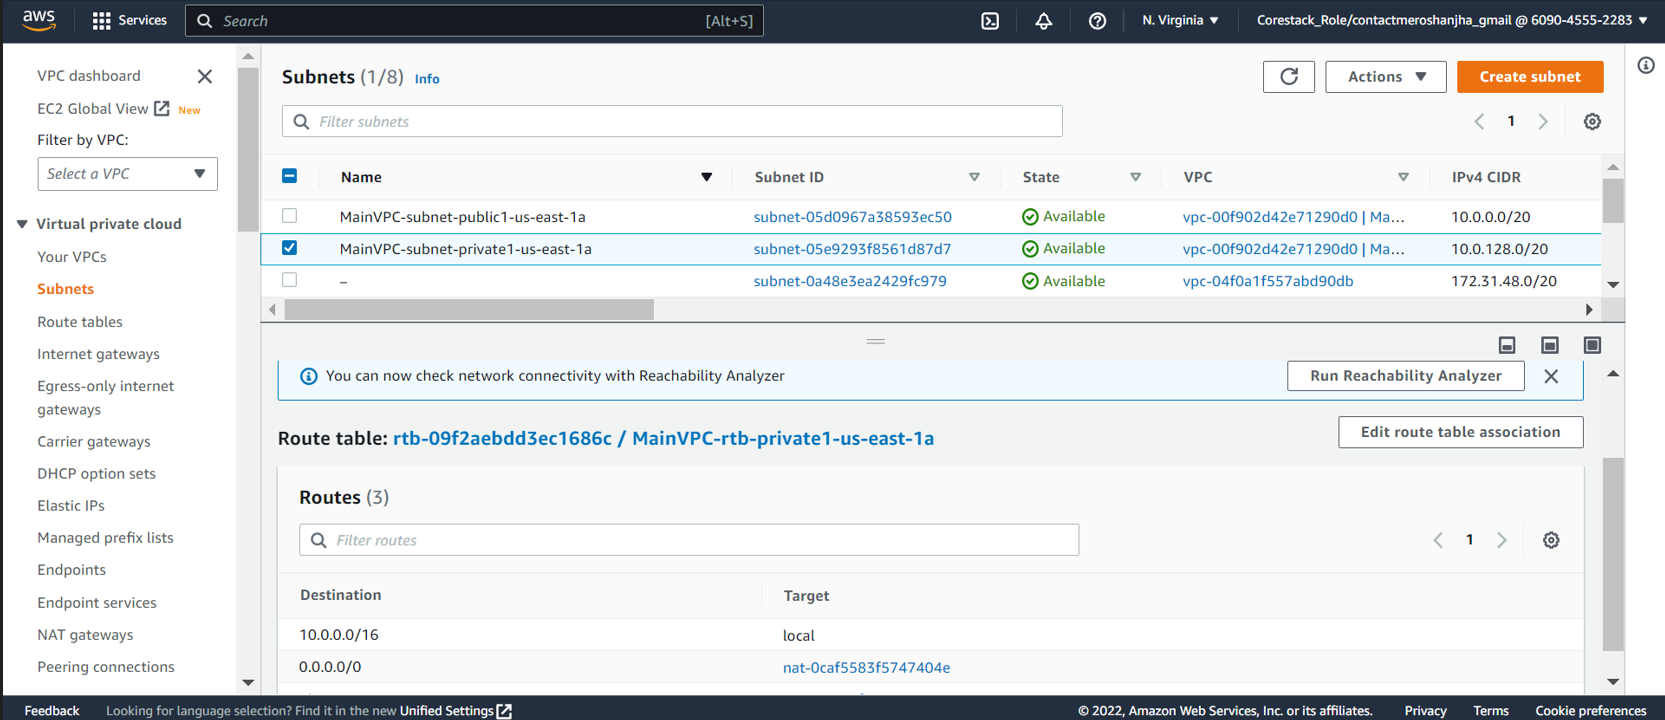 aws Services Search [Alt+S] N. Virginia Corestack_Role/contactmeroshanjha_gmail @ 6090-4555-2283
VPC dashboard
EC2 Global View New
Filter by VPC:
Select a VPC
Virtual private cloud
Your VPCs
Subnets
Route tables
Internet gateways
Egress-only internet
gateways
Carrier gateways
DHCP option sets
Elastic IPs
Managed prefix lists
Endpoints
Endpoint services
NAT gateways
Peering connections
Subnets (1/8) Info
Actions
Create subnet
Filter subnets
1
Name Subnet ID State VPC IPv4 CIDR
MainVPC-subnet-public1-us-east-1a subnet-05d0967a38593ec50 Available vpc-00f902d42e71290d0 | Ma... 10.0.0.0/20
MainVPC-subnet-private1-us-east-1a subnet-05e9293f8561d87d7 Available vpc-00f902d42e71290d0 | Ma... 10.0.128.0/20
– subnet-0a48e3ea2429fc979 Available vpc-04f0a1f557abd90db 172.31.48.0/20
You can now check network connectivity with Reachability Analyzer
Run Reachability Analyzer
Route table: rtb-09f2aebdd3ec1686c / MainVPC-rtb-private1-us-east-1a
Edit route table association
Routes (3)
Filter routes
1
Destination Target
10.0.0.0/16 local
0.0.0.0/0 nat-0caf5583f5747404e
Feedback Looking for language selection? Find it in the new Unified Settings © 2022, Amazon Web Services, Inc. or its affiliates. Privacy Terms Cookie preferences